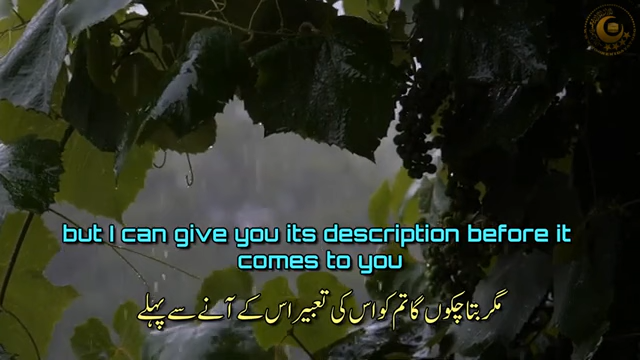 but I can give you its description before it
comes to you
مگر بتا چکوں گا تم کو اس کی تعبیر اس کے آنے سے پہلے